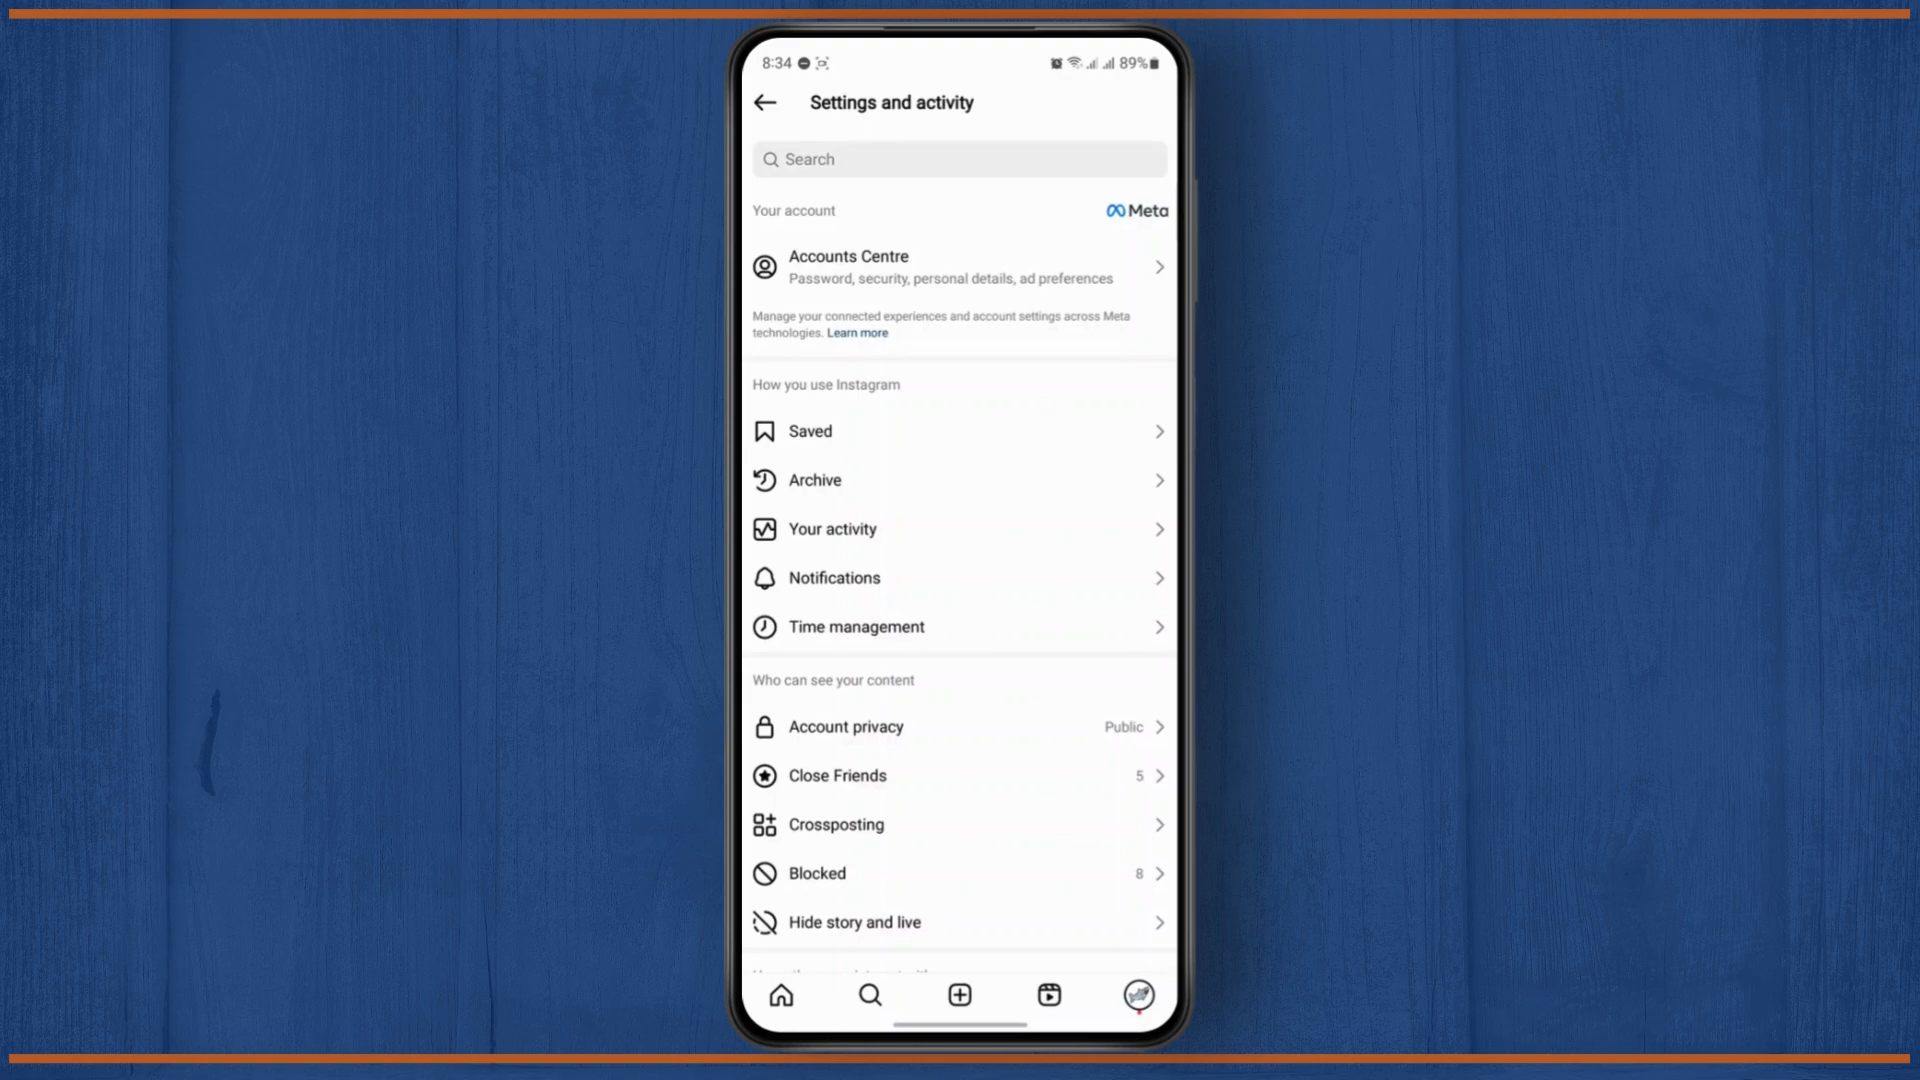 8:34 89%
Settings and activity
Search
Your account Meta
Accounts Centre
Password, security, personal details, ad preferences
Manage your connected experiences and account settings across Meta
technologies. Learn more
How you use Instagram
Saved
Archive
Your activity
Notifications
Time management
Who can see your content
Account privacy Public
Close Friends 5
Crossposting
Blocked 8
Hide story and live